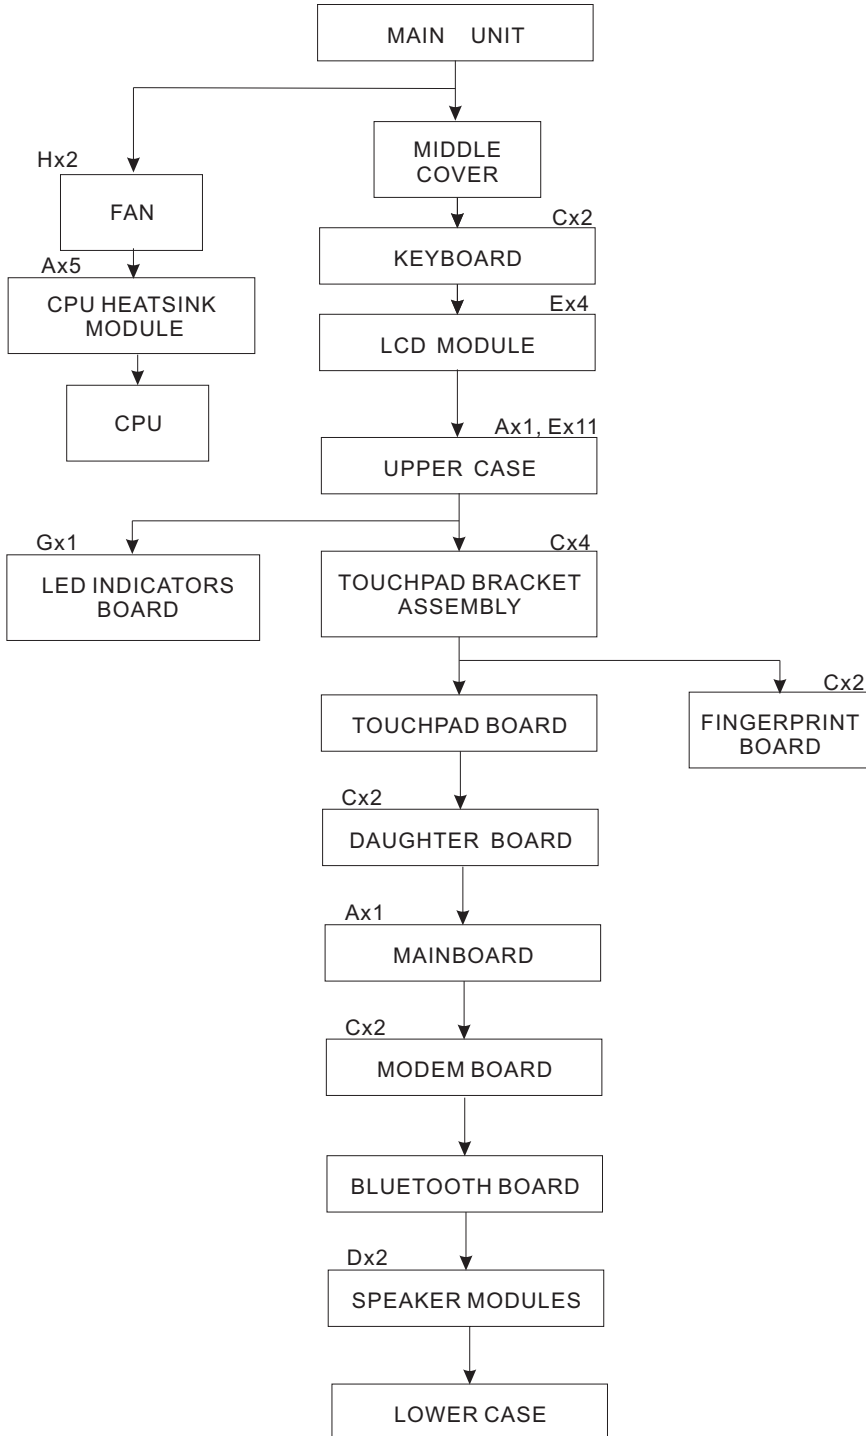 MAIN UNIT
MIDDLE
COVER
Hx2
FAN
Cx2
KEYBOARD
Ax5
CPU HEATSINK
MODULE
Ex4
LCD MODULE
CPU
Ax1, Ex11
UPPER CASE
Gx1
LED INDICATORS
BOARD
Cx4
TOUCHPAD BRACKET
ASSEMBLY
TOUCHPAD BOARD
Cx2
FINGERPRINT
BOARD
Cx2
DAUGHTER BOARD
Ax1
MAINBOARD
Cx2
MODEM BOARD
BLUETOOTH BOARD
Dx2
SPEAKER MODULES
LOWER CASE